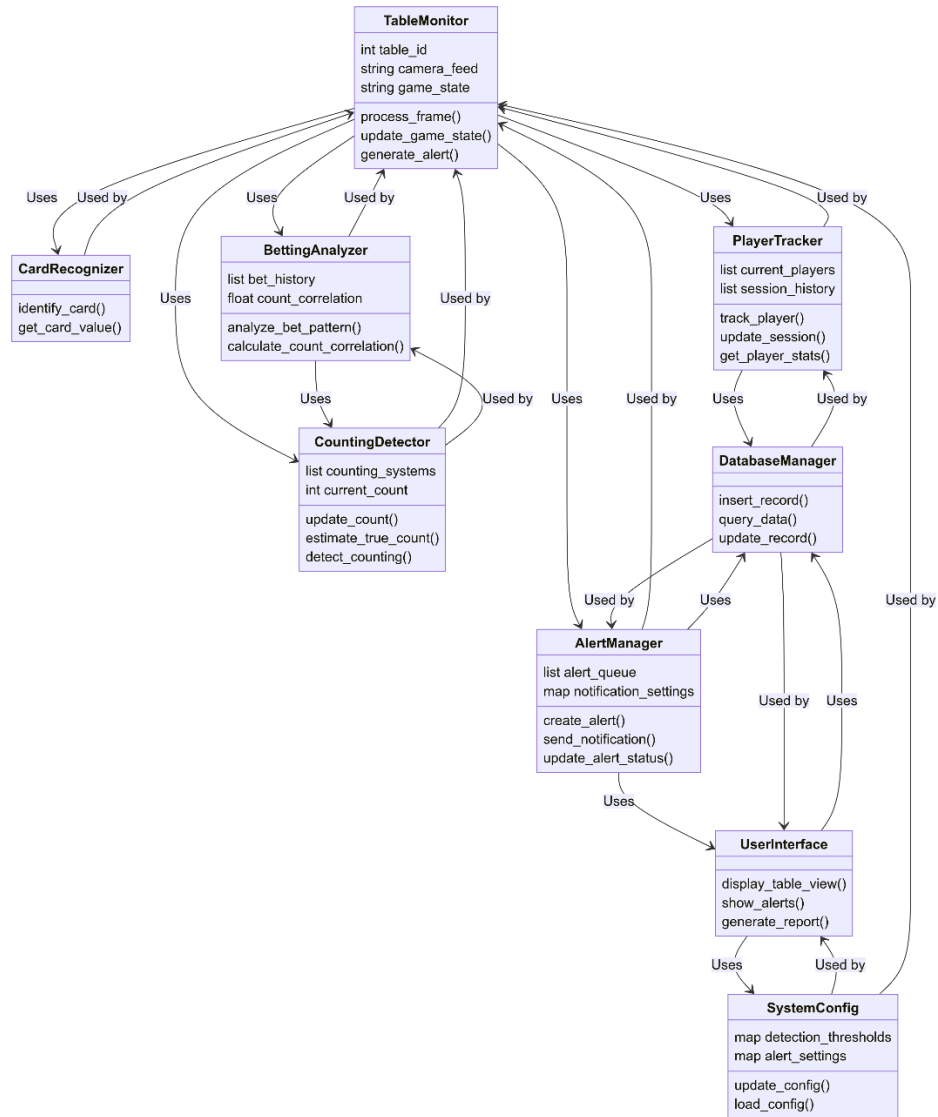 TableMonitor
int table_id
string camera_feed
string game_state
process_frame()
update_game_state()
generate_alert()
Uses
Used by
Uses
Used by
Uses
Used by
CardRecognizer
identify_card()
get_card_value()
BettingAnalyzer
list bet_history
float count_correlation
analyze_bet_pattern()
calculate_count_correlation()
PlayerTracker
list current_players
list session_history
track_player()
update_session()
get_player_stats()
Uses
Used by
Uses
Used by
Uses
Used by
Uses
Used by
CountingDetector
list counting_systems
int current_count
update_count()
estimate_true_count()
detect_counting()
DatabaseManager
insert_record()
query_data()
update_record()
Used by
Uses
Used by
AlertManager
list alert_queue
map notification_settings
create_alert()
send_notification()
update_alert_status()
Used by
Uses
Uses
UserInterface
display_table_view()
show_alerts()
generate_report()
Uses
Used by
SystemConfig
map detection_thresholds
map alert_settings
update_config()
load_config()